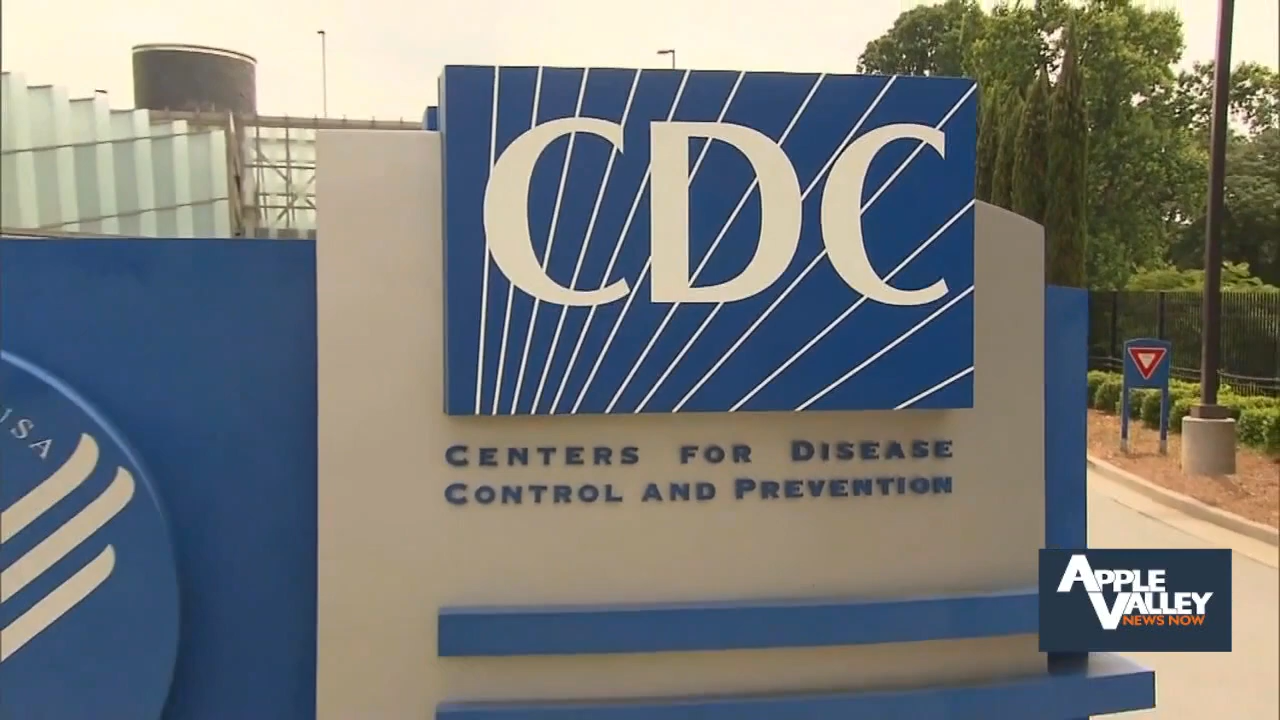 CDC
CENTERS FOR DISEASE
CONTROL AND PREVENTION
USA
APPLE
VALLEY
NEWS NOW